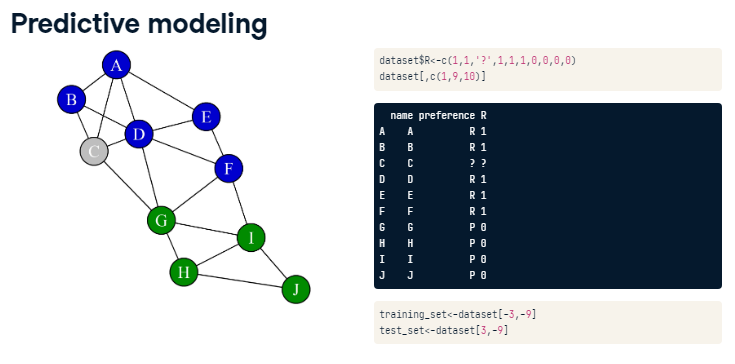 Predictive modeling
A
B
E
D
C
F
G
I
H
J
dataset$R<-c(1,1,'?',1,1,1,0,0,0,0)
dataset[,c(1,9,10)]
name preference R
A A R 1
B B R 1
C C ? ?
D D R 1
E E R 1
F F R 1
G G P 0
H H P 0
I I P 0
J J P 0
training_set<-dataset[-3,-9]
test_set<-dataset[3,-9]